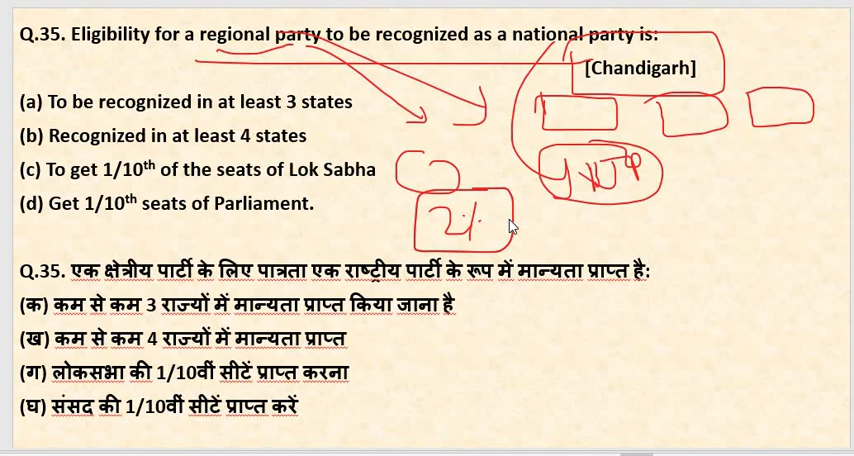 Q.35. Eligibility for a regional party to be recognized as a national party is:
[Chandigarh]
(a) To be recognized in at least 3 states
(b) Recognized in at least 4 states
(c) To get 1/10th of the seats of Lok Sabha
(d) Get 1/10th seats of Parliament.
2%
Q.35. एक क्षेत्रीय पार्टी के लिए पात्रता एक राष्ट्रीय पार्टी के रूप में मान्यता प्राप्त है:
(क) कम से कम 3 राज्यों में मान्यता प्राप्त किया जाना है
(ख) कम से कम 4 राज्यों में मान्यता प्राप्त
(ग) लोकसभा की 1/10वीं सीटें प्राप्त करना
(घ) संसद की 1/10वीं सीटें प्राप्त करें